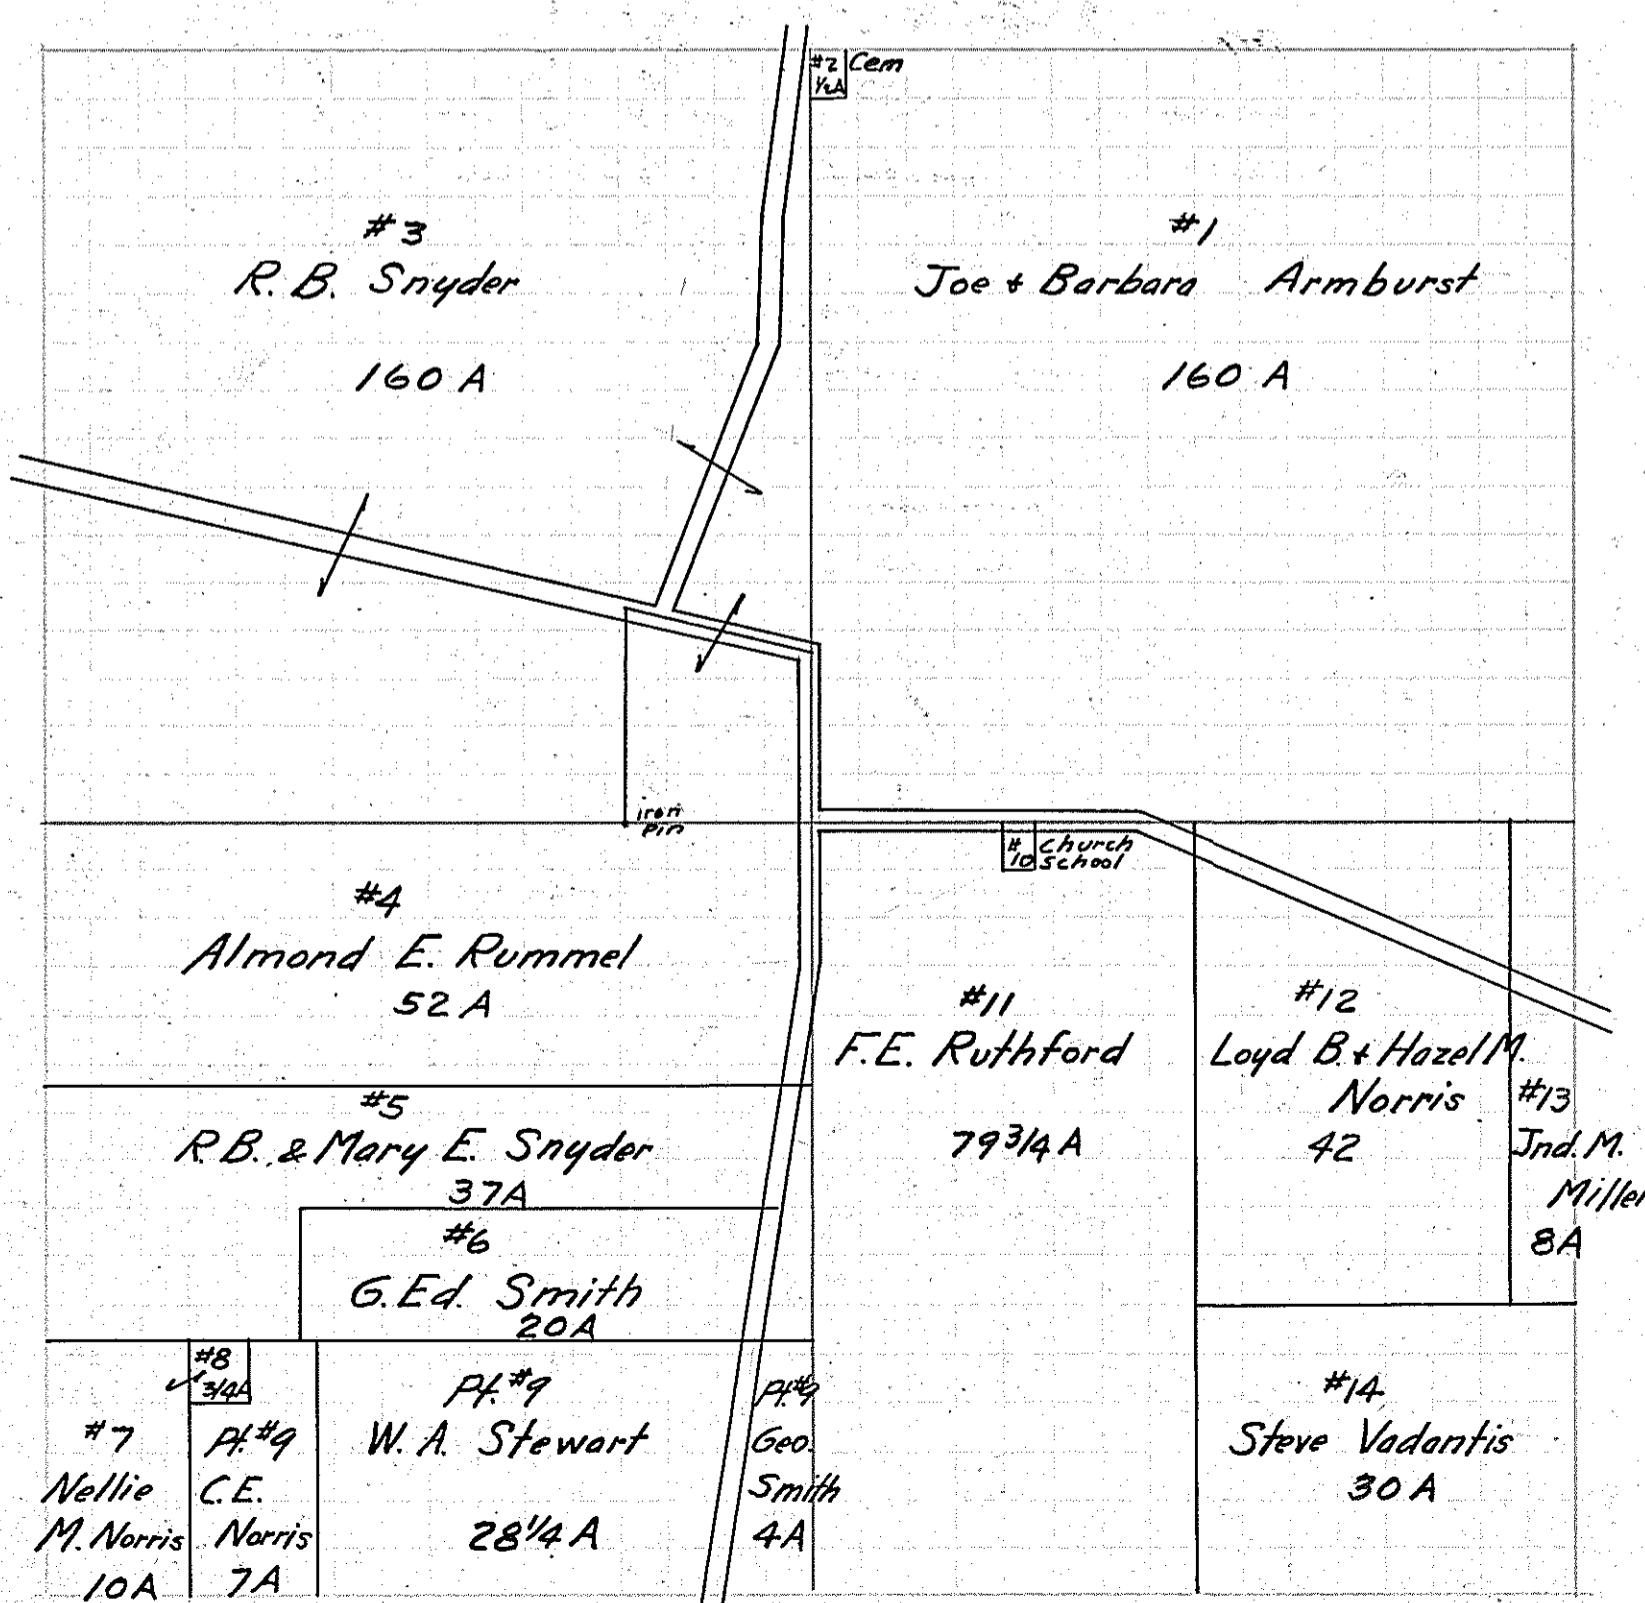 #2 Cem
1/2A
#3
R. B. Snyder
160 A
#1
Joe + Barbara Armburst
160 A
iron
pin
# church
10 school
#4
Almond E. Rummel
52 A
#11
F.E. Ruthford
79 3/4 A
#12
Loyd B. + Hazel M.
Norris
42
#13
Jnd. M.
Miller
8A
#5
R.B. & Mary E. Snyder
37A
#6
G. Ed. Smith
20A
#7
Nellie
M. Norris
10A
#8
3/4A
Pt. #9
C.E.
Norris
7A
Pt. #9
W. A. Stewart
28 1/4 A
Pt. #9
Geo.
Smith
4A
#14
Steve Vadantis
30 A